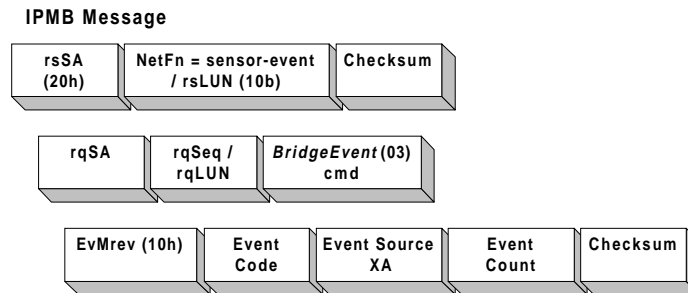 IPMB Message
rsSA
(20h)
NetFn = sensor-event
/ rsLUN (10b)
Checksum
rqSA
rqSeq /
rqLUN
BridgeEvent (03)
cmd
EvMrev (10h)
Event
Code
Event Source
XA
Event
Count
Checksum